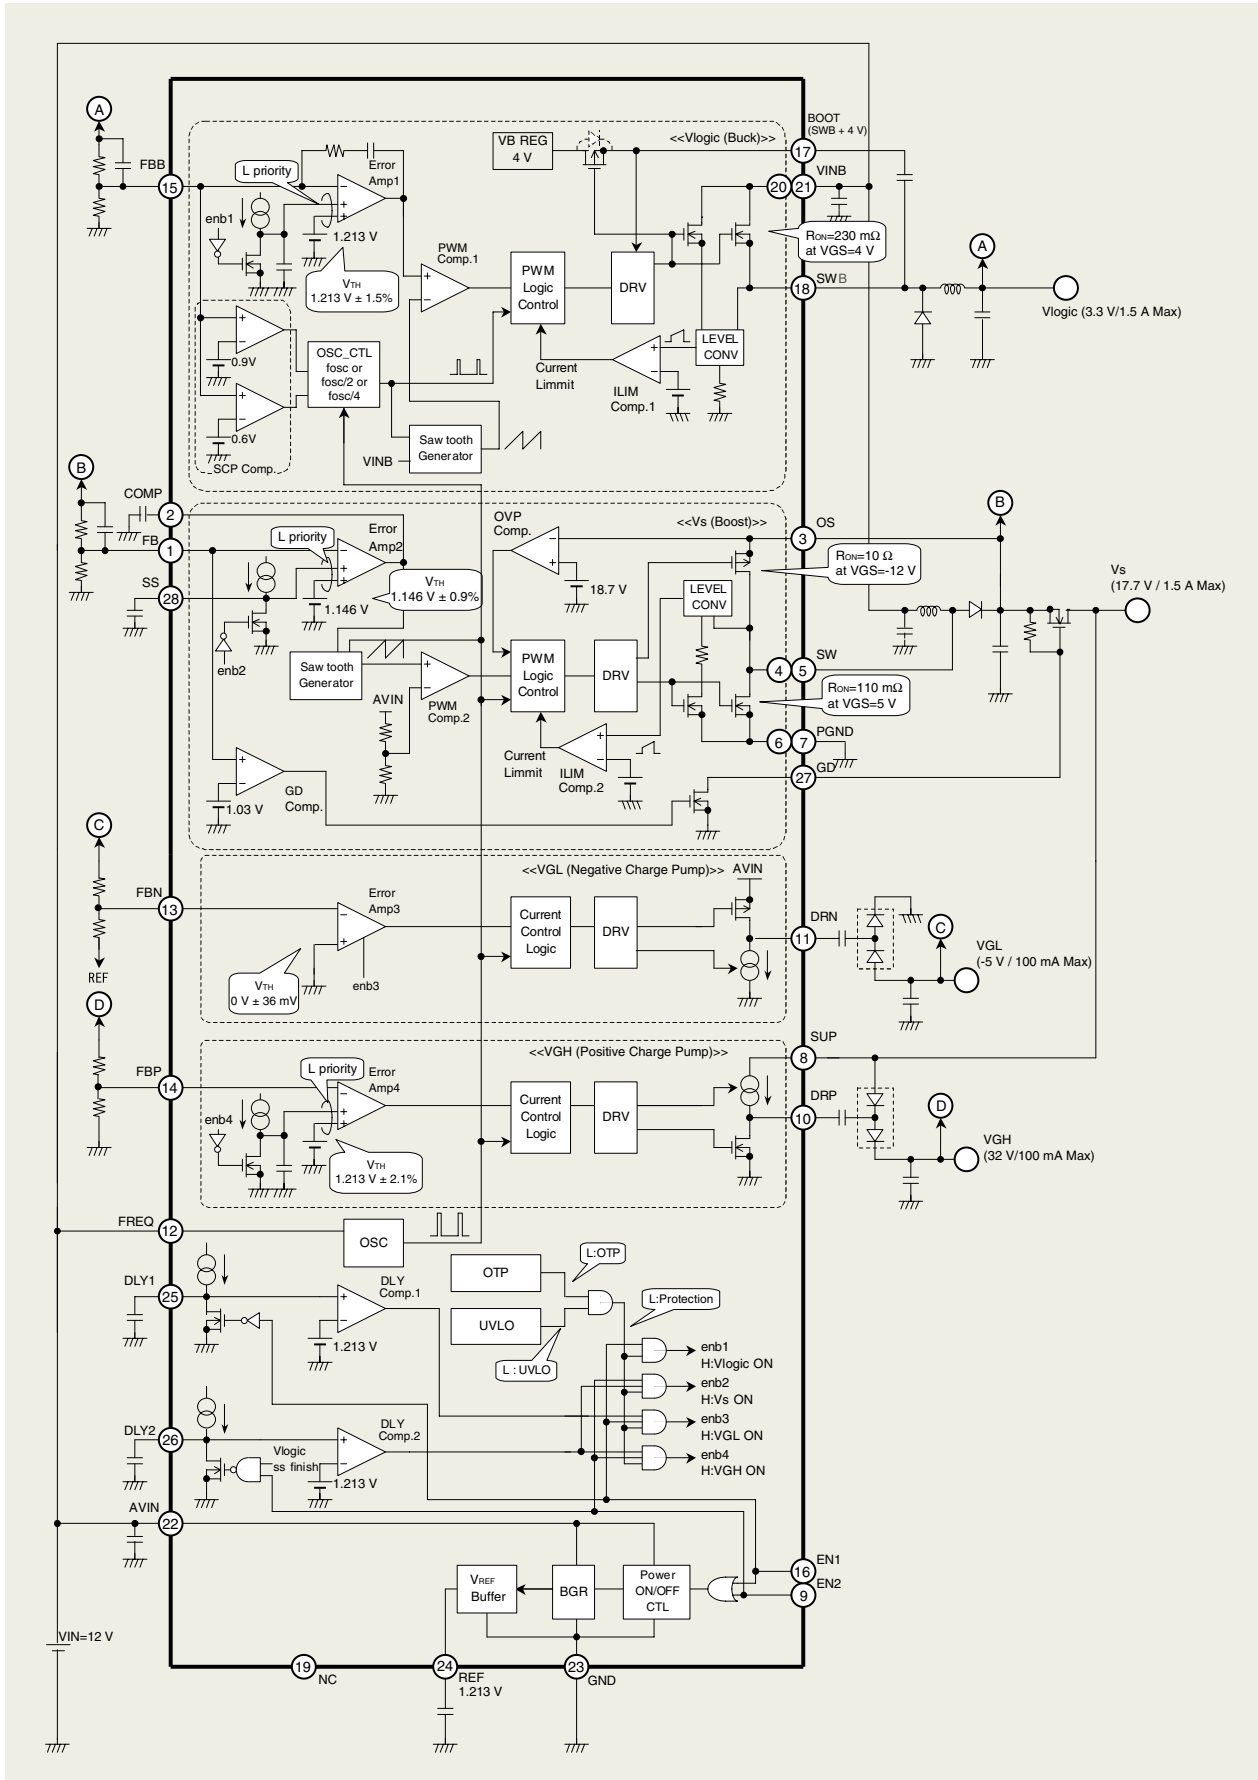 A
FBB
15
VB REG
4 V
<<Vlogic (Buck)>>
BOOT
(SWB + 4 V)
17
VINB
20
21
L priority
Error
Amp1
enb1
1.213 V
VTH
1.213 V ± 1.5%
PWM
Comp.1
PWM
Logic
Control
DRV
RON=230 mΩ
at VGS=4 V
A
18
SWB
Vlogic (3.3 V/1.5 A Max)
0.9V
0.6V
SCP Comp.
OSC_CTL
fosc or
fosc/2 or
fosc/4
Current
Limmit
ILIM
Comp.1
LEVEL
CONV
VINB
Saw tooth
Generator
B
COMP
2
FB
1
SS
28
L priority
Error
Amp2
1.146 V
VTH
1.146 V ± 0.9%
enb2
OVP
Comp.
18.7 V
<<Vs (Boost)>>
OS
3
B
RON=10 Ω
at VGS=-12 V
Vs
(17.7 V / 1.5 A Max)
LEVEL
CONV
Saw tooth
Generator
AVIN
PWM
Comp.2
PWM
Logic
Control
DRV
SW
4
5
RON=110 mΩ
at VGS=5 V
PGND
6
7
GD
27
Current
Limmit
ILIM
Comp.2
1.03 V
GD
Comp.
C
FBN
13
REF
<<VGL (Negative Charge Pump)>>
AVIN
Error
Amp3
VTH
0 V ± 36 mV
enb3
Current
Control
Logic
DRV
DRN
11
C
VGL
(-5 V / 100 mA Max)
D
FBP
14
<<VGH (Positive Charge Pump)>>
SUP
8
L priority
Error
Amp4
enb4
VTH
1.213 V ± 2.1%
Current
Control
Logic
DRV
DRP
10
D
VGH
(32 V/100 mA Max)
FREQ
12
OSC
DLY1
25
DLY
Comp.1
1.213 V
OTP
UVLO
L:OTP
L : UVLO
L:Protection
enb1
H:Vlogic ON
enb2
H:Vs ON
enb3
H:VGL ON
enb4
H:VGH ON
DLY2
26
Vlogic
ss finish
DLY
Comp.2
1.213 V
AVIN
22
VREF
Buffer
BGR
Power
ON/OFF
CTL
EN1
16
EN2
9
VIN=12 V
19
NC
24
REF
1.213 V
23
GND